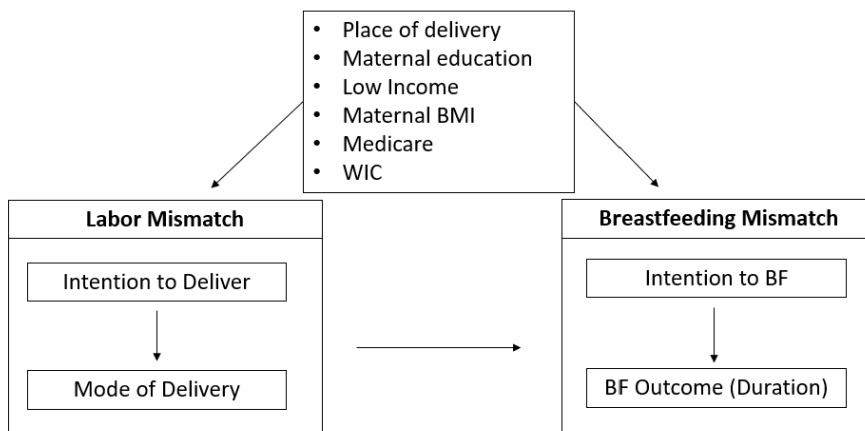 • Place of delivery
• Maternal education
• Low Income
• Maternal BMI
• Medicare
• WIC
Labor Mismatch
Intention to Deliver
Mode of Delivery
Breastfeeding Mismatch
Intention to BF
BF Outcome (Duration)